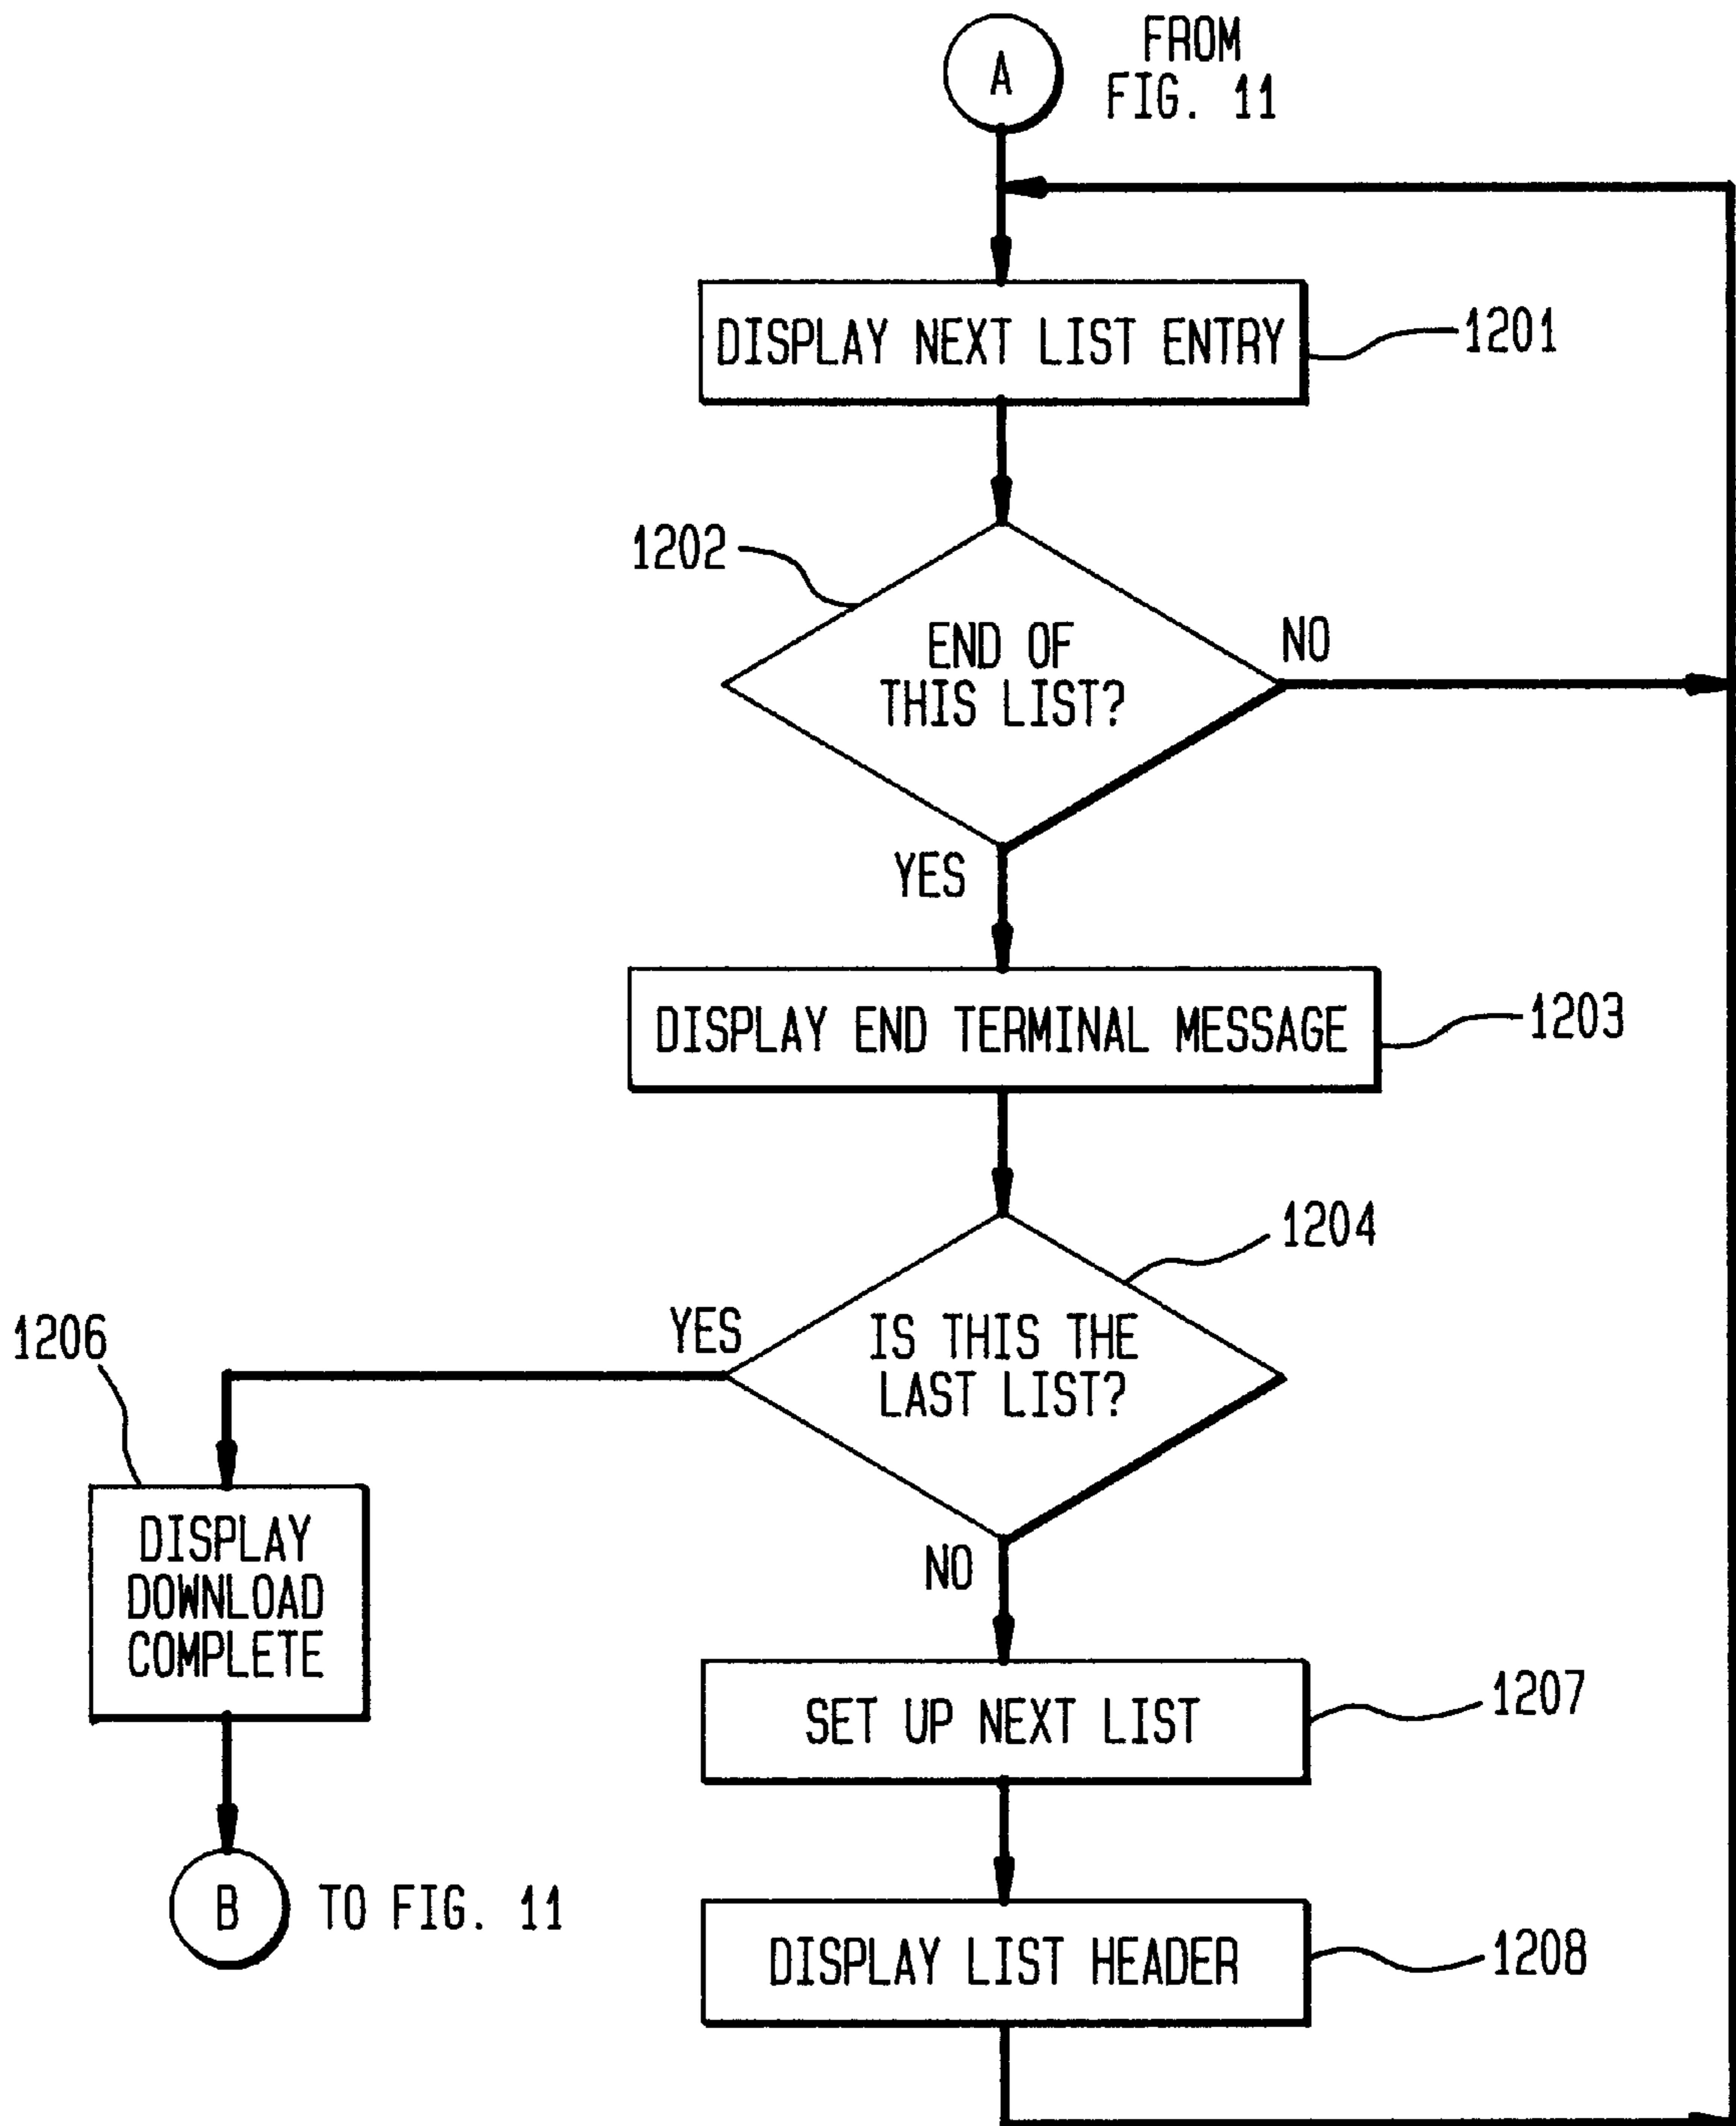 A
FROM
FIG. 11
DISPLAY NEXT LIST ENTRY
1201
1202
END OF
THIS LIST?
NO
YES
DISPLAY END TERMINAL MESSAGE
1203
1204
IS THIS THE
LAST LIST?
YES
1206
NO
DISPLAY
DOWNLOAD
COMPLETE
SET UP NEXT LIST
1207
B
TO FIG. 11
DISPLAY LIST HEADER
1208